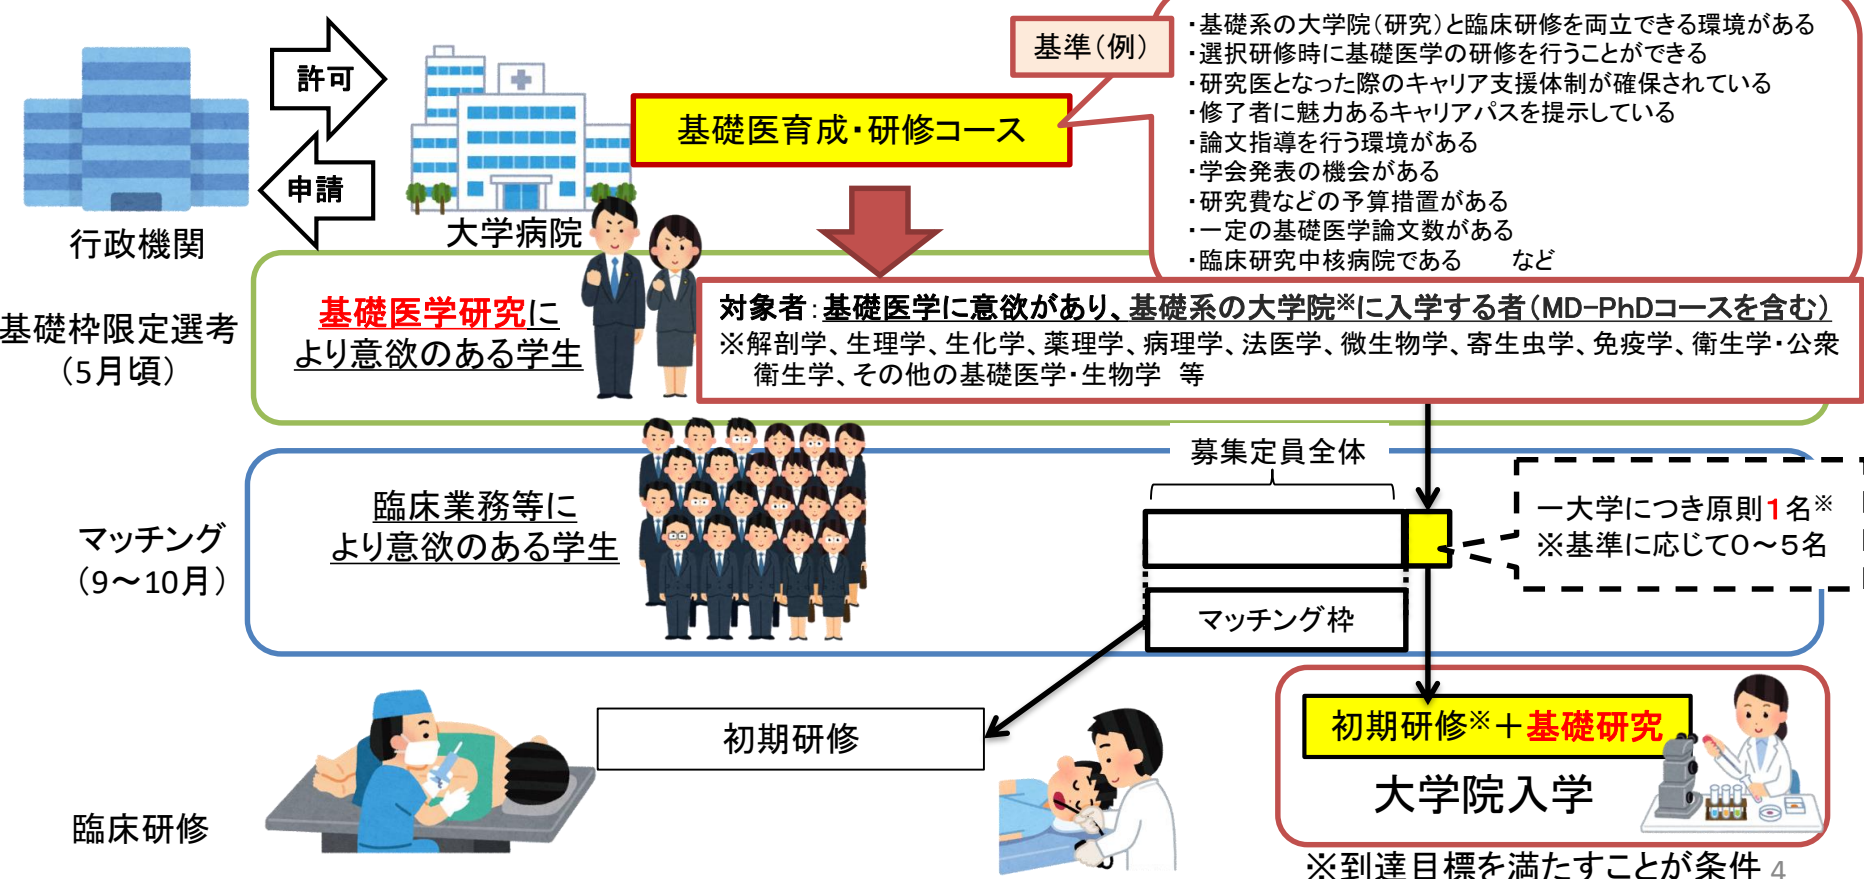 許可
申請
行政機関
大学病院
基礎医育成・研修コース
基準（例）
・基礎系の大学院（研究）と臨床研修を両立できる環境がある
・選択研修時に基礎医学の研修を行うことができる
・研究医となった際のキャリア支援体制が確保されている
・修了者に魅力あるキャリアパスを提示している
・論文指導を行う環境がある
・学会発表の機会がある
・研究費などの予算措置がある
・一定の基礎医学論文数がある
・臨床研究中核病院である　　など
基礎枠限定選考
（5月頃）
基礎医学研究に
より意欲のある学生
対象者：基礎医学に意欲があり、基礎系の大学院※に入学する者（MD-PhDコースを含む）
※解剖学、生理学、生化学、薬理学、病理学、法医学、微生物学、寄生虫学、免疫学、衛生学・公衆
衛生学、その他の基礎医学・生物学　等
マッチング
（9～10月）
臨床業務等に
より意欲のある学生
募集定員全体
一大学につき原則1名※
※基準に応じて０～５名
マッチング枠
臨床研修
初期研修
初期研修※＋基礎研究
大学院入学
※到達目標を満たすことが条件
4